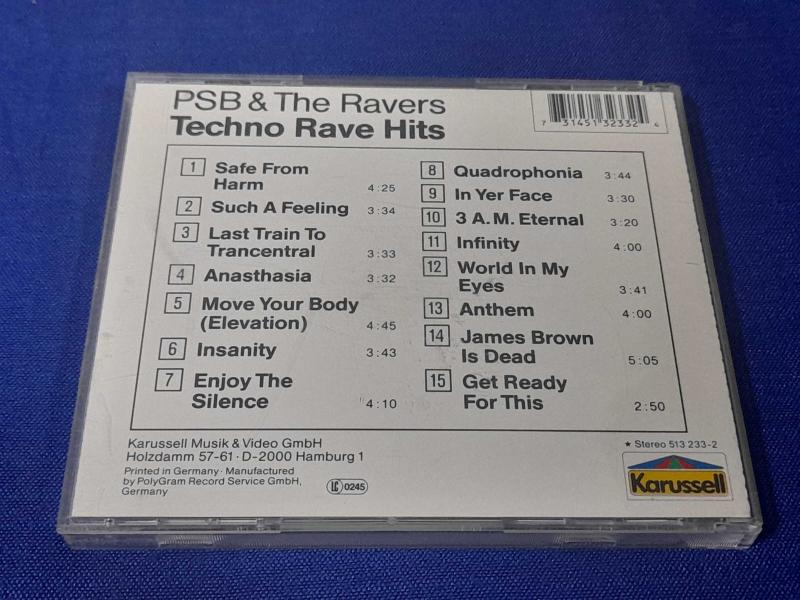 PSB & The Ravers
Techno Rave Hits
7 31451 32332 4
1 Safe From
Harm 4:25
2 Such A Feeling 3:34
3 Last Train To
Trancentral 3:33
4 Anasthasia 3:32
5 Move Your Body
(Elevation) 4:45
6 Insanity 3:43
7 Enjoy The
Silence 4:10
8 Quadrophonia 3:44
9 In Yer Face 3:30
10 3 A.M. Eternal 3:20
11 Infinity 4:00
12 World In My
Eyes 3:41
13 Anthem 4:00
14 James Brown
Is Dead 5:05
15 Get Ready
For This 2:50
Karussell Musik & Video GmbH
Holzdamm 57-61 · D-2000 Hamburg 1
Printed in Germany · Manufactured
by PolyGram Record Service GmbH,
Germany
LC 0245
★ Stereo 513 233-2
Karussell